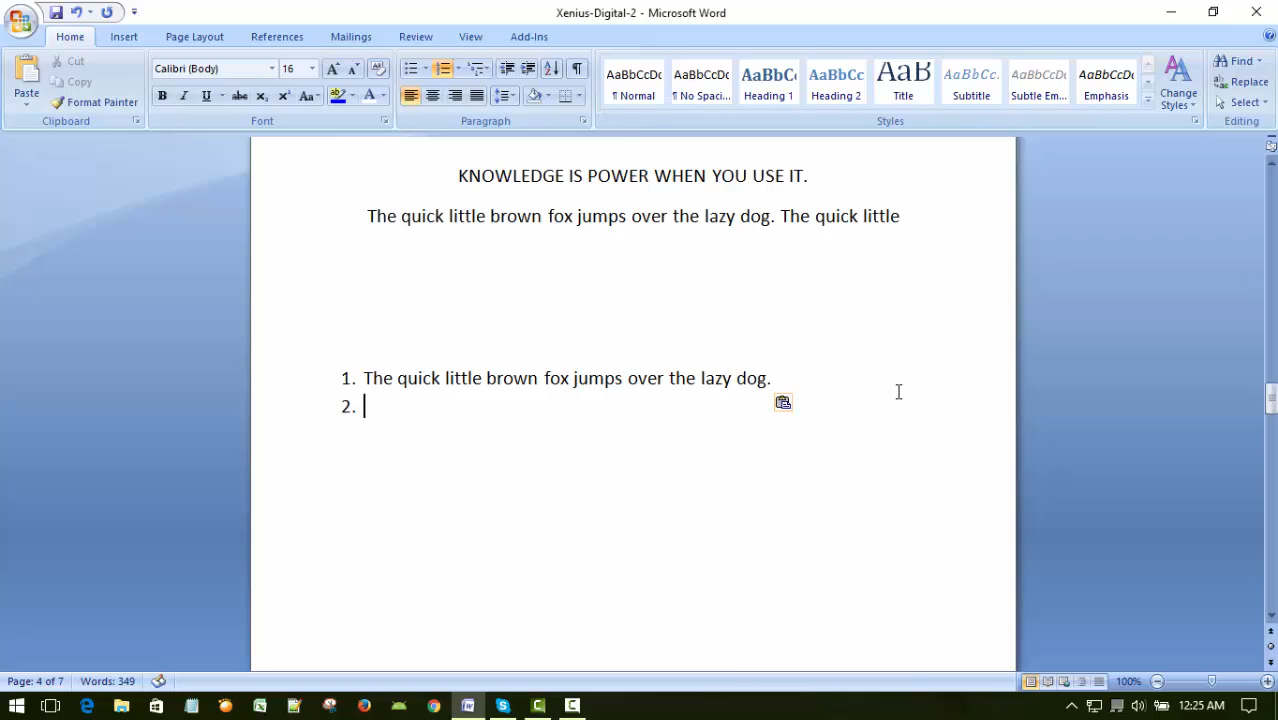 Xenius-Digital-2 - Microsoft Word
Home Insert Page Layout References Mailings Review View Add-Ins
Paste
Cut
Copy
Format Painter
Clipboard
Calibri (Body) 16
B I U abc x₂ x² Aa A
Font
Paragraph
AaBbCcDc AaBbCcDc AaBbCc AaBbCc AaB AaBbCc. AaBbCcDc AaBbCcDc
¶ Normal ¶ No Spaci... Heading 1 Heading 2 Title Subtitle Subtle Em... Emphasis
Styles
Change
Styles
Find
Replace
Select
Editing
KNOWLEDGE IS POWER WHEN YOU USE IT.
The quick little brown fox jumps over the lazy dog. The quick little
1. The quick little brown fox jumps over the lazy dog.
2.
Page: 4 of 7 Words: 349 100%
12:25 AM